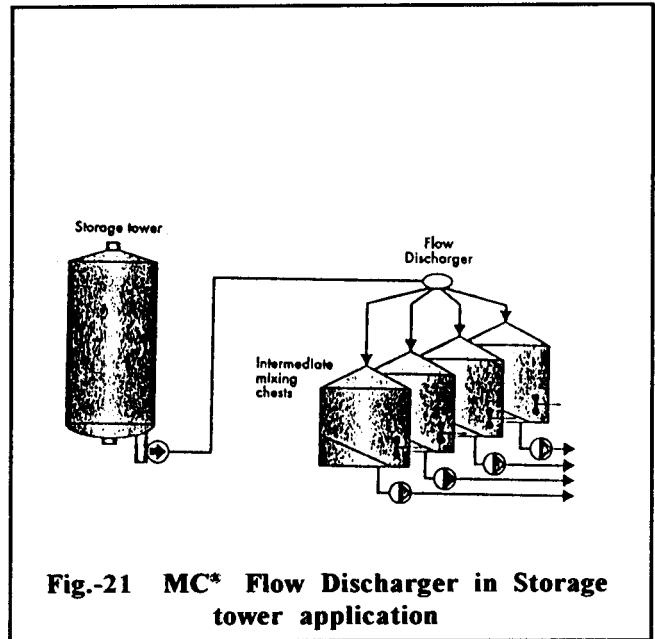 Storage tower
Flow
Discharger
Intermediate
mixing
chests
Fig.-21 MC* Flow Discharger in Storage
tower application